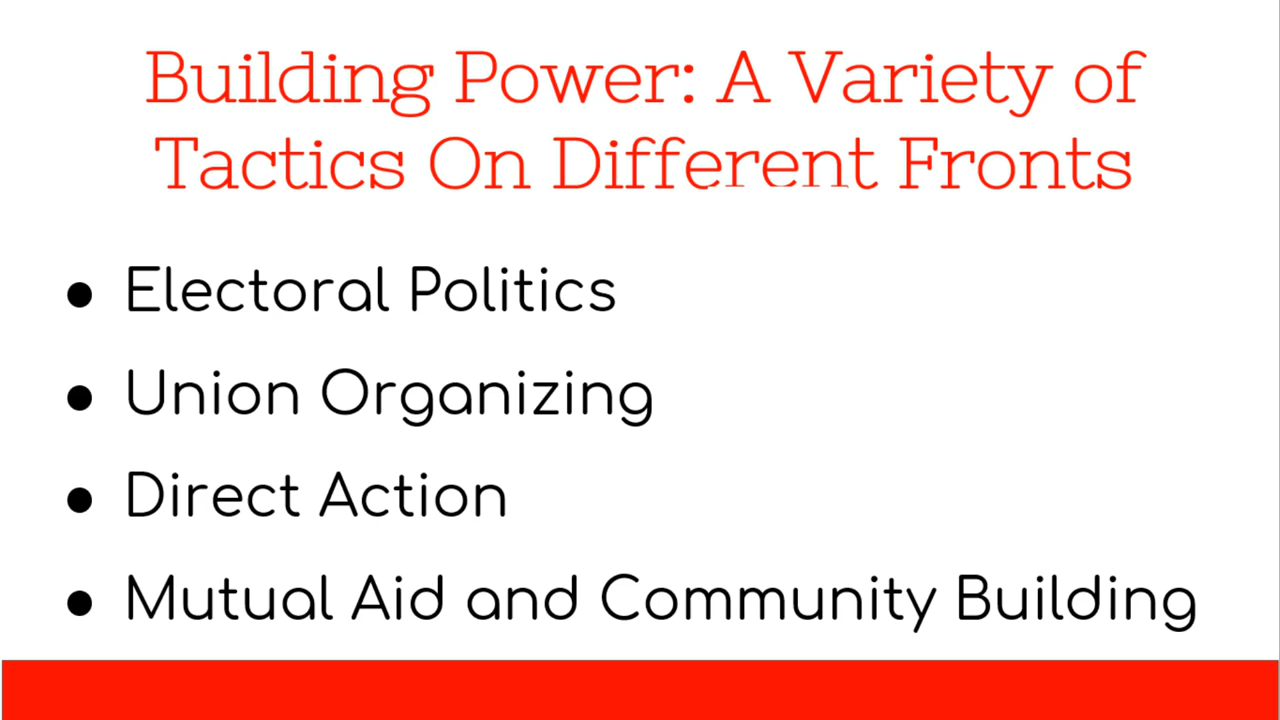 Building Power: A Variety of
Tactics On Different Fronts
● Electoral Politics
● Union Organizing
● Direct Action
● Mutual Aid and Community Building